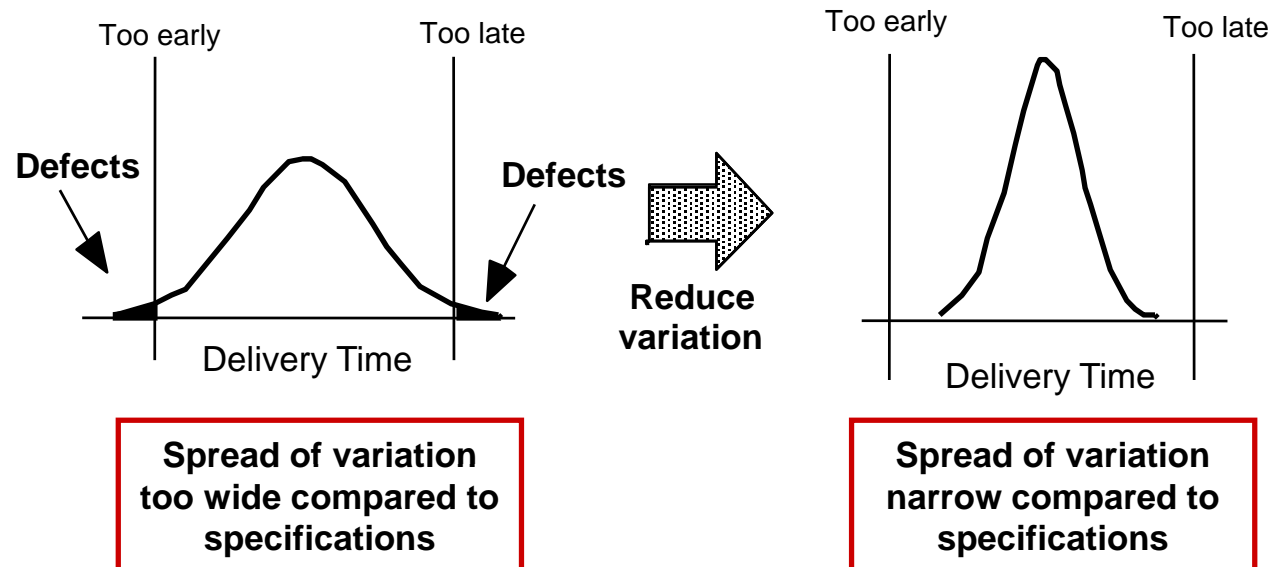 Too early
Too late
Defects
Defects
Delivery Time
Spread of variation
too wide compared to
specifications
Reduce
variation
Too early
Too late
Delivery Time
Spread of variation
narrow compared to
specifications